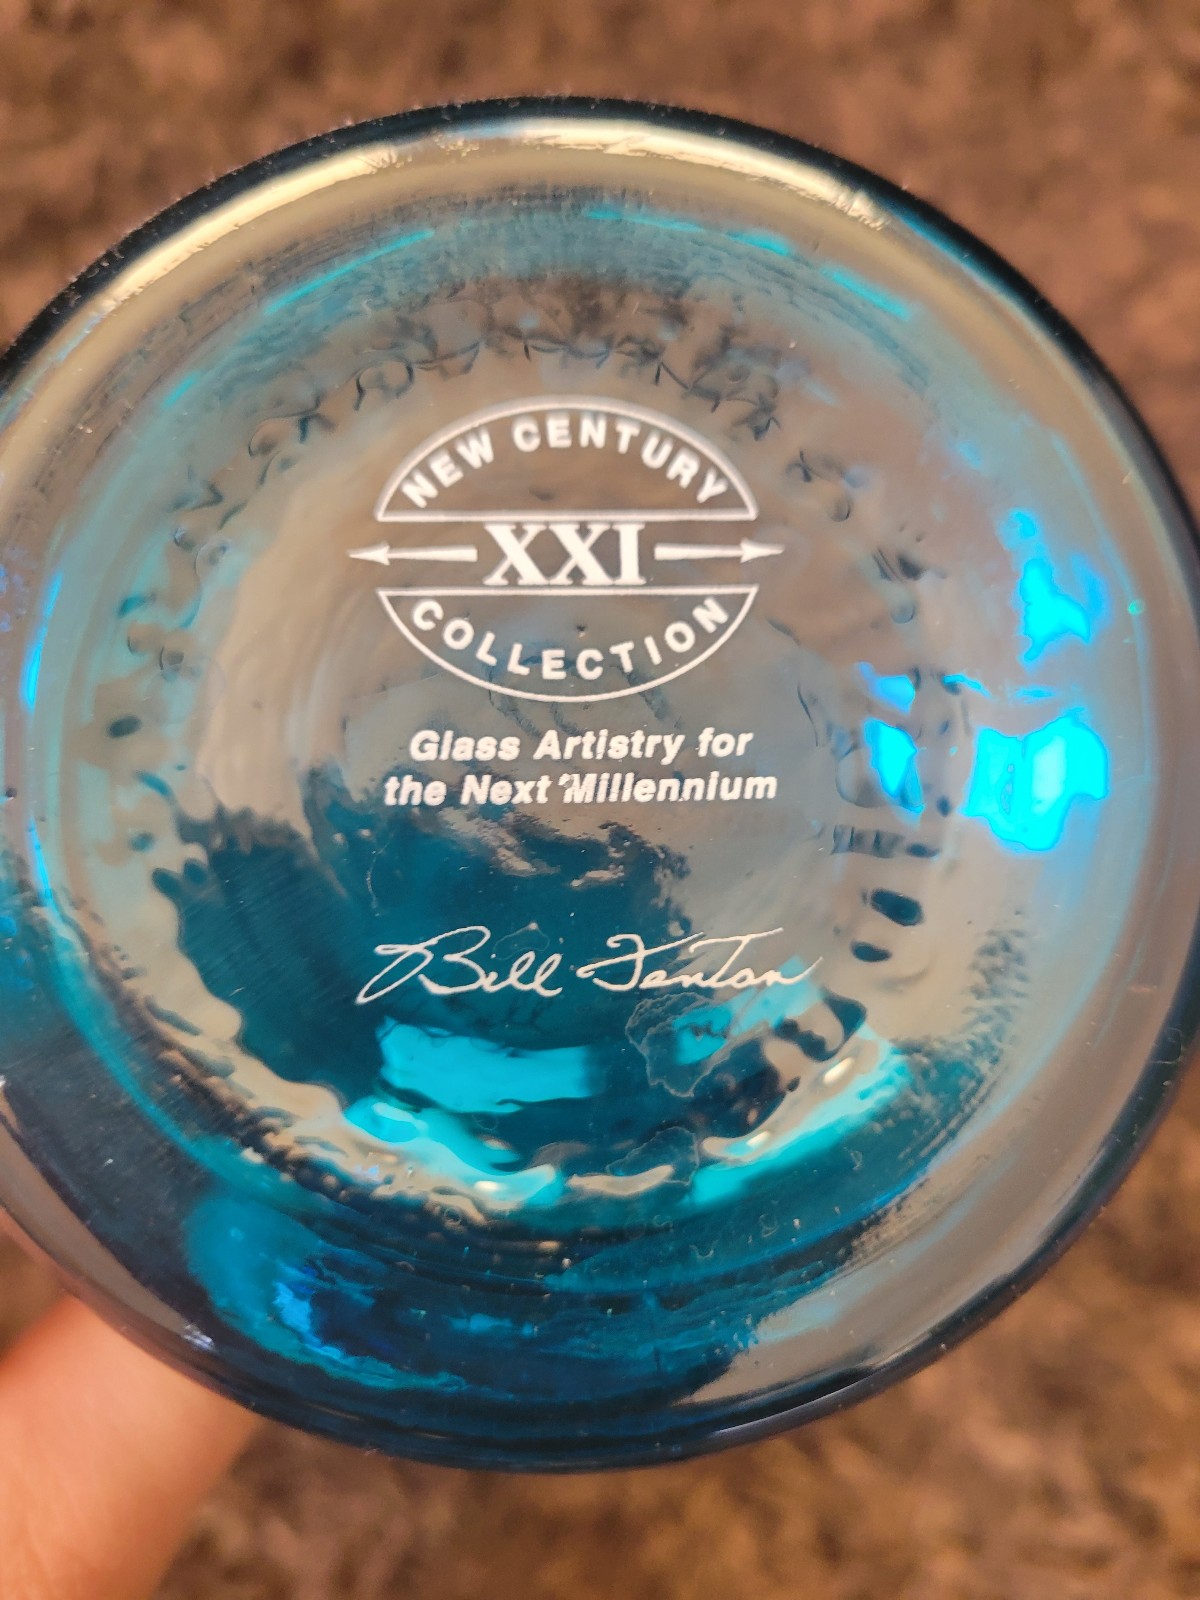 NEW CENTURY
XXI
COLLECTION
Glass Artistry for
the Next Millennium
Bill Fenton